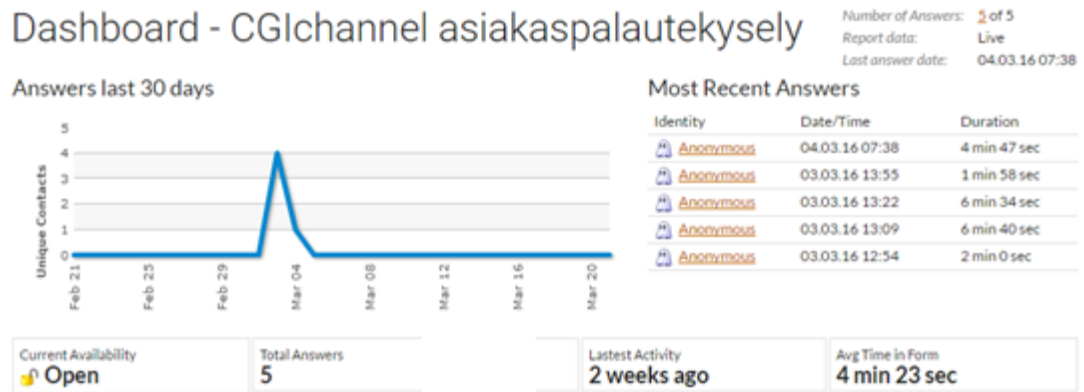 Dashboard - CGIchannel asiakaspalautekysely
Number of Answers: 5 of 5
Report data: Live
Last answer date: 04.03.16 07:38
Answers last 30 days
5
4
3
2
1
0
Unique Contacts
Feb 21
Feb 25
Feb 29
Mar 04
Mar 08
Mar 12
Mar 16
Mar 20
Most Recent Answers
Identity Date/Time Duration
Anonymous 04.03.16 07:38 4 min 47 sec
Anonymous 03.03.16 13:55 1 min 58 sec
Anonymous 03.03.16 13:22 6 min 34 sec
Anonymous 03.03.16 13:09 6 min 40 sec
Anonymous 03.03.16 12:54 2 min 0 sec
Current Availability
Open
Total Answers
5
Lastest Activity
2 weeks ago
Avg Time in Form
4 min 23 sec